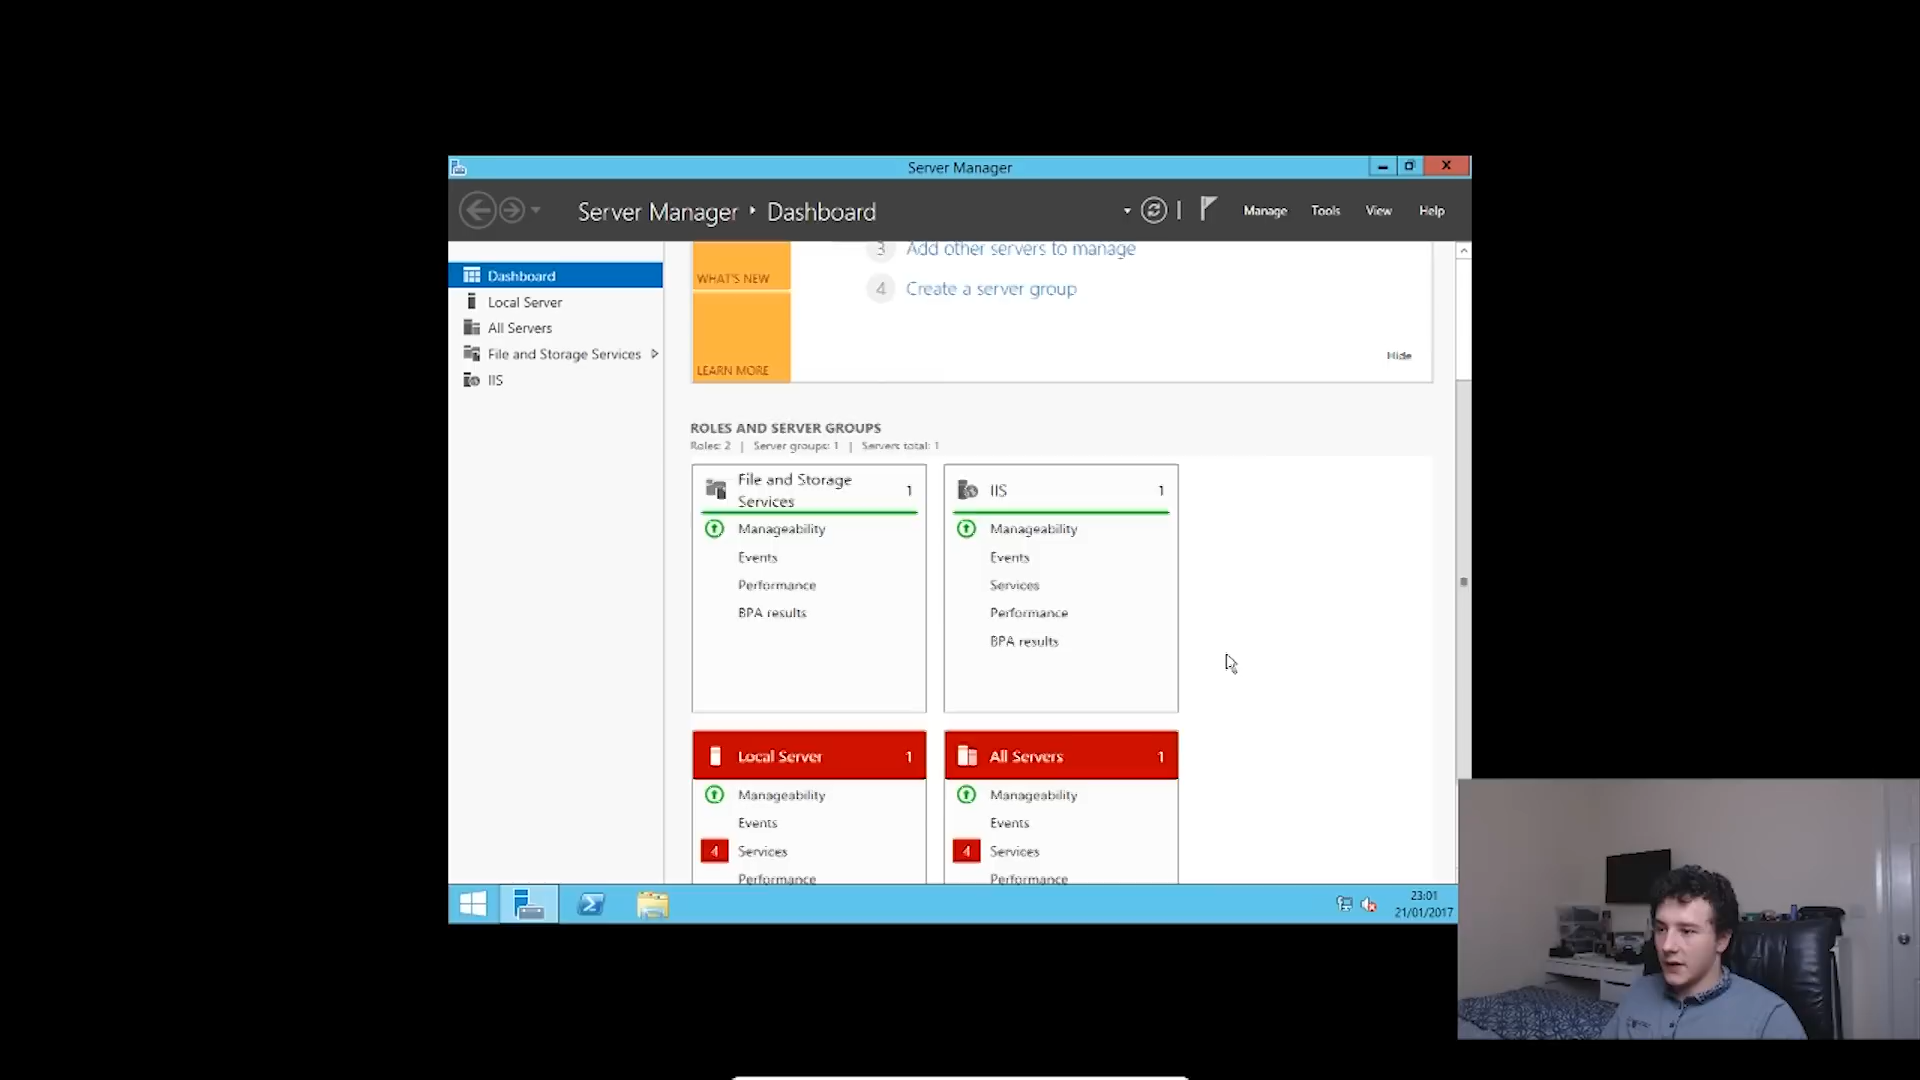 Server Manager
Server Manager Dashboard
Manage Tools View Help
Dashboard
Local Server
All Servers
File and Storage Services
IIS
WHAT'S NEW
LEARN MORE
3 Add other servers to manage
4 Create a server group
Hide
ROLES AND SERVER GROUPS
Roles: 2 | Server groups: 1 | Servers total: 1
File and Storage
Services 1
Manageability
Events
Performance
BPA results
IIS 1
Manageability
Events
Services
Performance
BPA results
Local Server 1
Manageability
Events
4 Services
Performance
All Servers 1
Manageability
Events
4 Services
Performance
23:01
21/01/2017